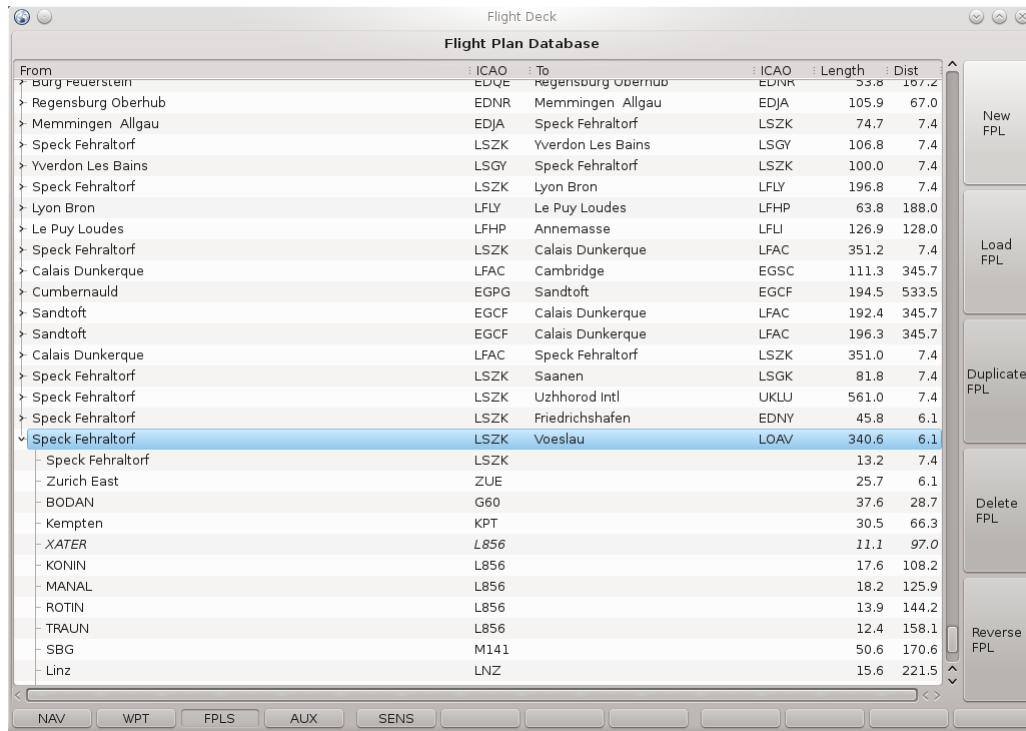 Flight Deck
Flight Plan Database
From ICAO To ICAO Length Dist
Burg Feuerstein EDQE Regensburg Oberhub EDNR 53.8 167.2
Regensburg Oberhub EDNR Memmingen Allgau EDJA 105.9 67.0
Memmingen Allgau EDJA Speck Fehraltorf LSZK 74.7 7.4
Speck Fehraltorf LSZK Yverdon Les Bains LSGY 106.8 7.4
Yverdon Les Bains LSGY Speck Fehraltorf LSZK 100.0 7.4
Speck Fehraltorf LSZK Lyon Bron LFLY 196.8 7.4
Lyon Bron LFLY Le Puy Loudes LFHP 63.8 188.0
Le Puy Loudes LFHP Annemasse LFLI 126.9 128.0
Speck Fehraltorf LSZK Calais Dunkerque LFAC 351.2 7.4
Calais Dunkerque LFAC Cambridge EGSC 111.3 345.7
Cumbernauld EGPG Sandtoft EGCF 194.5 533.5
Sandtoft EGCF Calais Dunkerque LFAC 192.4 345.7
Sandtoft EGCF Calais Dunkerque LFAC 196.3 345.7
Calais Dunkerque LFAC Speck Fehraltorf LSZK 351.0 7.4
Speck Fehraltorf LSZK Saanen LSGK 81.8 7.4
Speck Fehraltorf LSZK Uzhhorod Intl UKLU 561.0 7.4
Speck Fehraltorf LSZK Friedrichshafen EDNY 45.8 6.1
Speck Fehraltorf LSZK Voeslau LOAV 340.6 6.1
Speck Fehraltorf LSZK 13.2 7.4
Zurich East ZUE 25.7 6.1
BODAN G60 37.6 28.7
Kempten KPT 30.5 66.3
XATER L856 11.1 97.0
KONIN L856 17.6 108.2
MANAL L856 18.2 125.9
ROTIN L856 13.9 144.2
TRAUN L856 12.4 158.1
SBG M141 50.6 170.6
Linz LNZ 15.6 221.5
New
FPL
Load
FPL
Duplicate
FPL
Delete
FPL
Reverse
FPL
NAV WPT FPLS AUX SENS